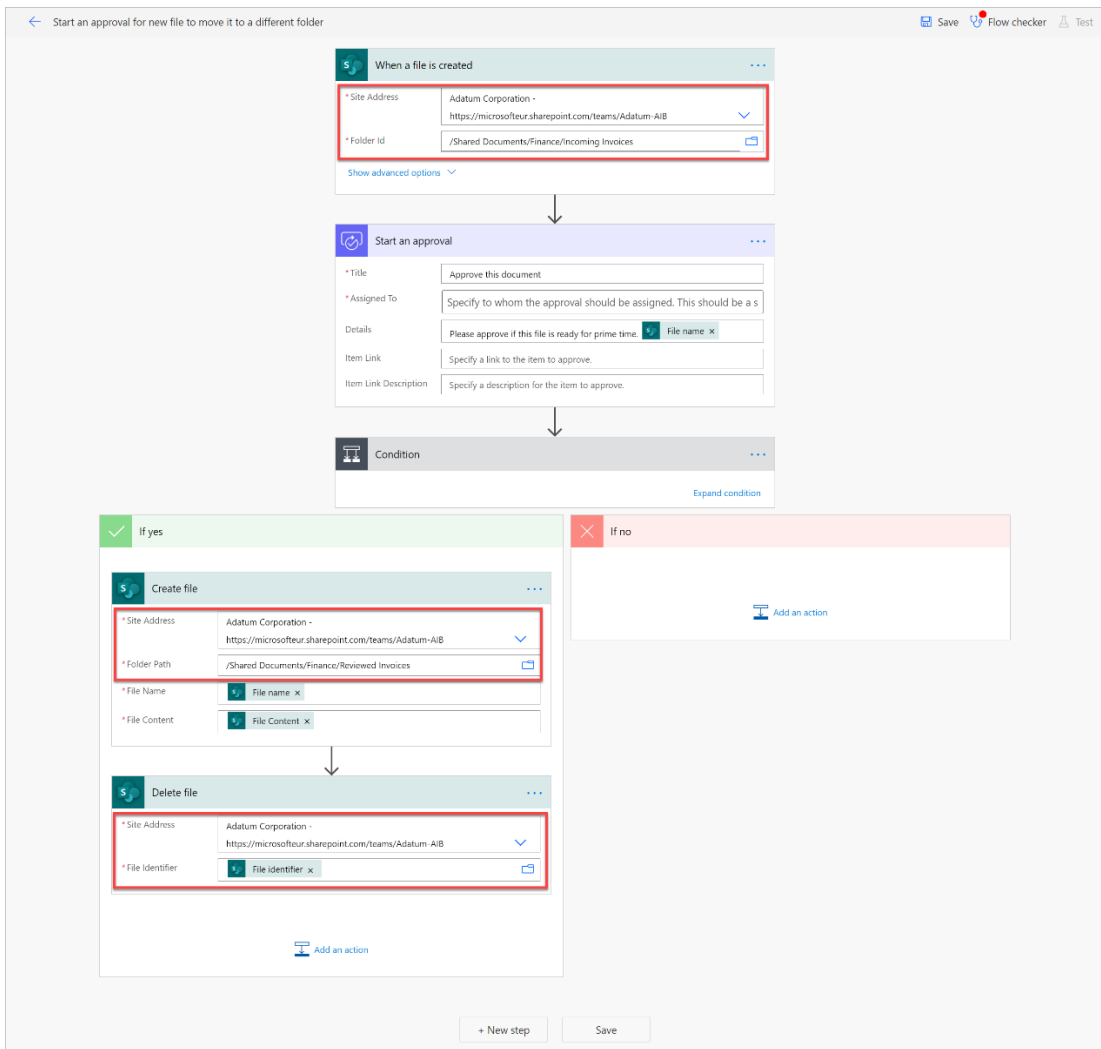 Start an approval for new file to move it to a different folder
Save
Flow checker
Test
When a file is created
* Site Address
Adatum Corporation -
https://microsofteur.sharepoint.com/teams/Adatum-AIB
* Folder Id
/Shared Documents/Finance/Incoming Invoices
Show advanced options
Start an approval
* Title
Approve this document
* Assigned To
Specify to whom the approval should be assigned. This should be a s
Details
Please approve if this file is ready for prime time. File name ×
Item Link
Specify a link to the item to approve.
Item Link Description
Specify a description for the item to approve.
Condition
Expand condition
If yes
If no
Create file
* Site Address
Adatum Corporation -
https://microsofteur.sharepoint.com/teams/Adatum-AIB
* Folder Path
/Shared Documents/Finance/Reviewed Invoices
* File Name
File name ×
* File Content
File Content ×
Add an action
Delete file
* Site Address
Adatum Corporation -
https://microsofteur.sharepoint.com/teams/Adatum-AIB
* File Identifier
File identifier ×
Add an action
+ New step
Save